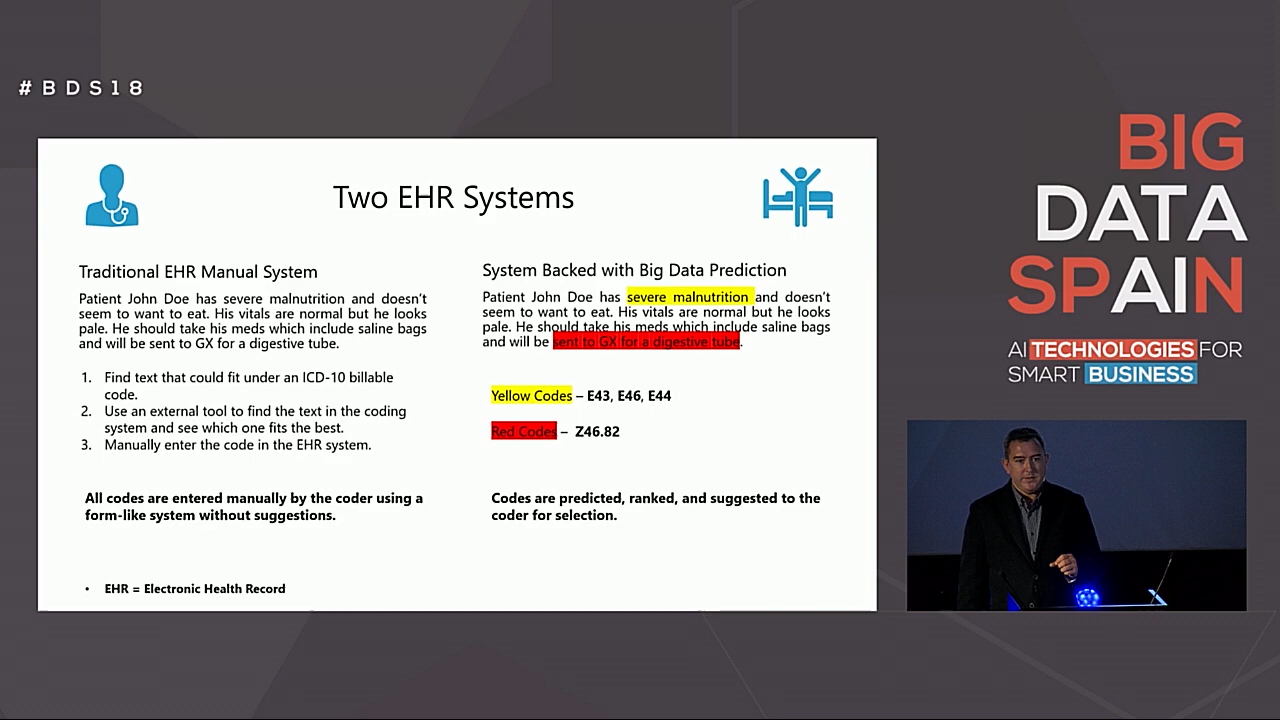 #BDS18
Two EHR Systems
Traditional EHR Manual System
Patient John Doe has severe malnutrition and doesn't
seem to want to eat. His vitals are normal but he looks
pale. He should take his meds which include saline bags
and will be sent to GX for a digestive tube.
1. Find text that could fit under an ICD-10 billable
code.
2. Use an external tool to find the text in the coding
system and see which one fits the best.
3. Manually enter the code in the EHR system.
All codes are entered manually by the coder using a
form-like system without suggestions.
• EHR = Electronic Health Record
System Backed with Big Data Prediction
Patient John Doe has severe malnutrition and doesn't
seem to want to eat. His vitals are normal but he looks
pale. He should take his meds which include saline bags
and will be sent to GX for a digestive tube.
Yellow Codes – E43, E46, E44
Red Codes – Z46.82
Codes are predicted, ranked, and suggested to the
coder for selection.
BIG
DATA
SPAIN
AI TECHNOLOGIES FOR
SMART BUSINESS